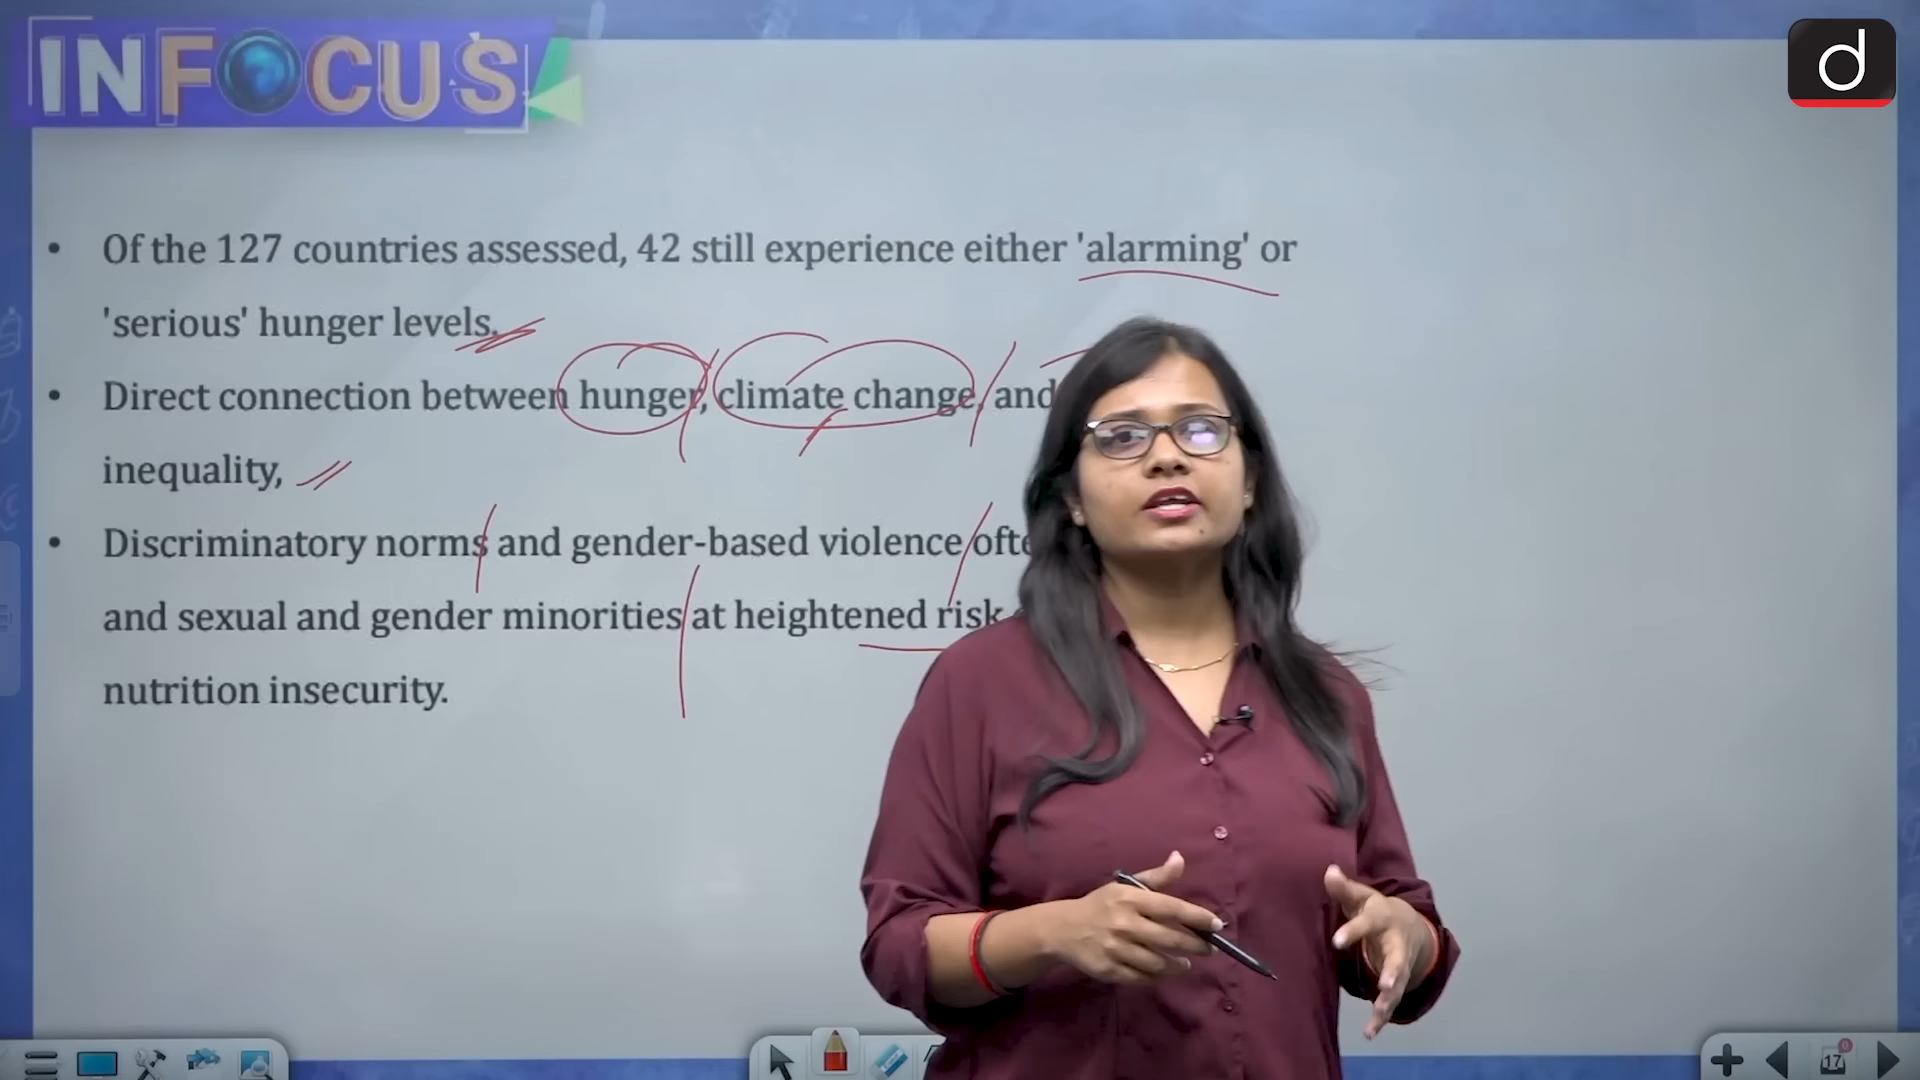 INFOCUS
d
• Of the 127 countries assessed, 42 still experience either 'alarming' or
'serious' hunger levels.
• Direct connection between hunger, climate change, and
inequality,
• Discriminatory norms and gender-based violence
and sexual and gender minorities at heightened risk
nutrition insecurity.
17
0